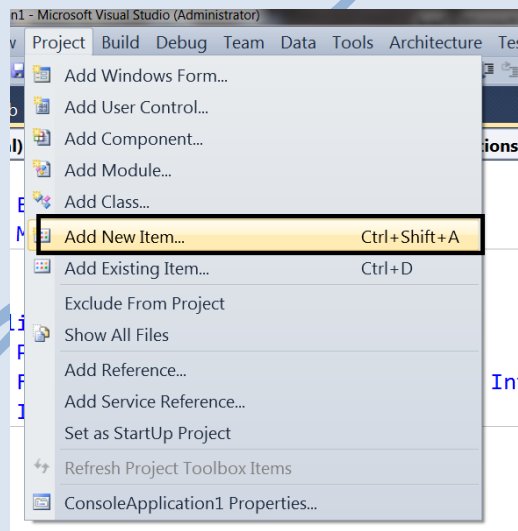 n1 - Microsoft Visual Studio (Administrator)
Project Build Debug Team Data Tools Architecture Te
Add Windows Form...
Add User Control...
Add Component...
Add Module...
Add Class...
Add New Item... Ctrl+Shift+A
Add Existing Item... Ctrl+D
Exclude From Project
Show All Files
Add Reference...
Add Service Reference...
Set as StartUp Project
Refresh Project Toolbox Items
ConsoleApplication1 Properties...